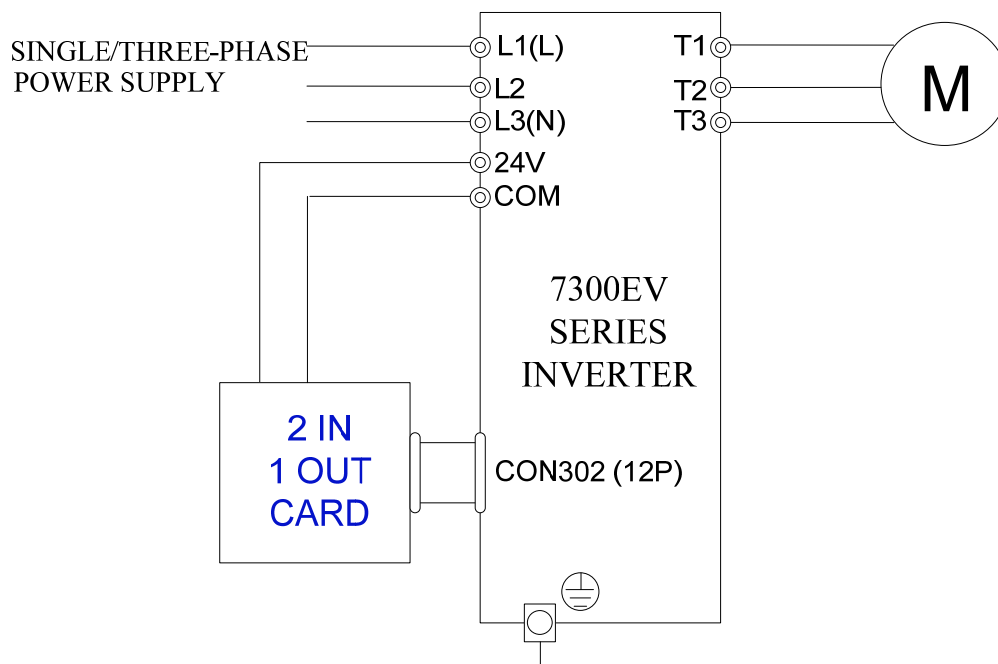 SINGLE/THREE-PHASE
POWER SUPPLY
L1(L)
L2
L3(N)
24V
COM
T1
T2
T3
M
7300EV
SERIES
INVERTER
2 IN
1 OUT
CARD
CON302 (12P)